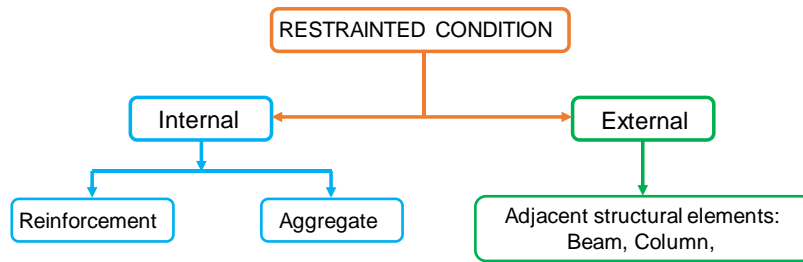 RESTRAINTED CONDITION
Internal
External
Reinforcement
Aggregate
Adjacent structural elements:
Beam, Column,